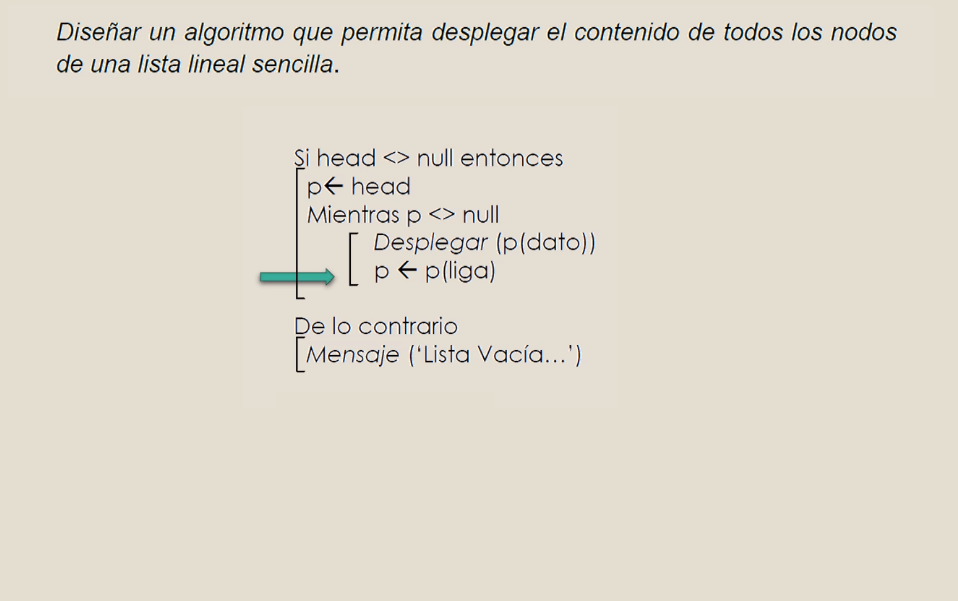 Diseñar un algoritmo que permita desplegar el contenido de todos los nodos
de una lista lineal sencilla.
Si head <> null entonces
p← head
Mientras p <> null
Desplegar (p(dato))
p ← p(liga)
De lo contrario
Mensaje (‘Lista Vacía…’)